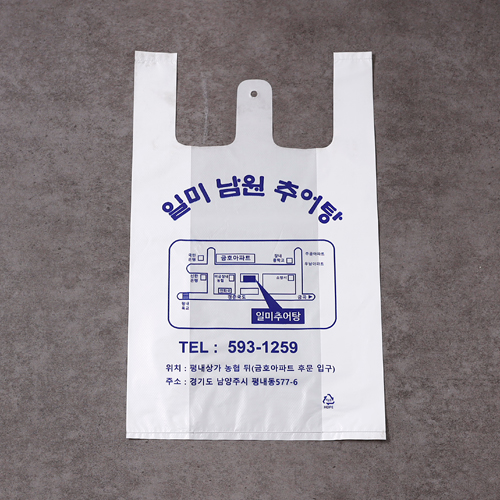 일미 남원 추어탕
금호아파트
일미추어탕
TEL : 593-1259
위치 : 평내상가 농협 뒤(금호아파트 후문 입구)
주소 : 경기도 남양주시 평내동577-6
HDPE